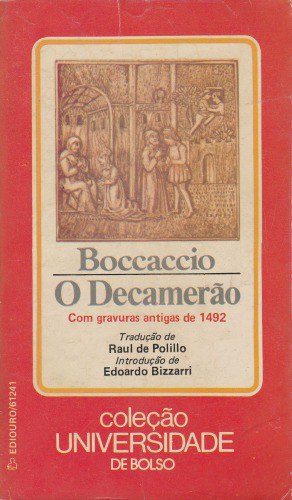 Boccaccio
O Decamerão
Com gravuras antigas de 1492
Tradução de
Raul de Polillo
Introdução de
Edoardo Bizzarri
coleção
UNIVERSIDADE
DE BOLSO
EDIOURO/61241